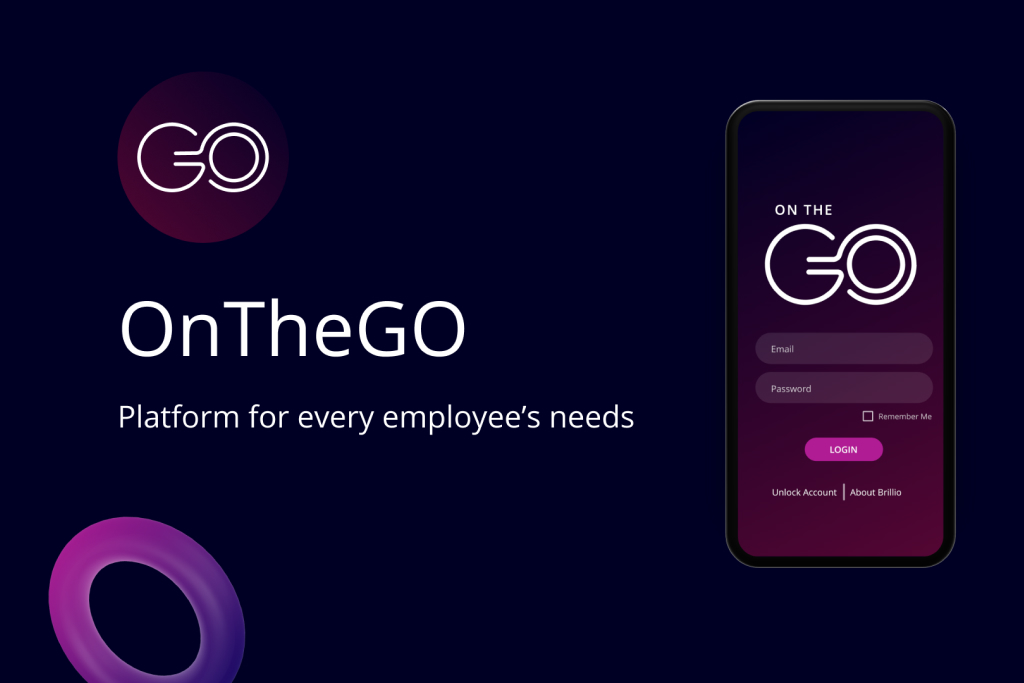 GO
OnTheGO
Platform for every employee’s needs
ON THE
GO
Email
Password
Remember Me
LOGIN
Unlock Account | About Brillio